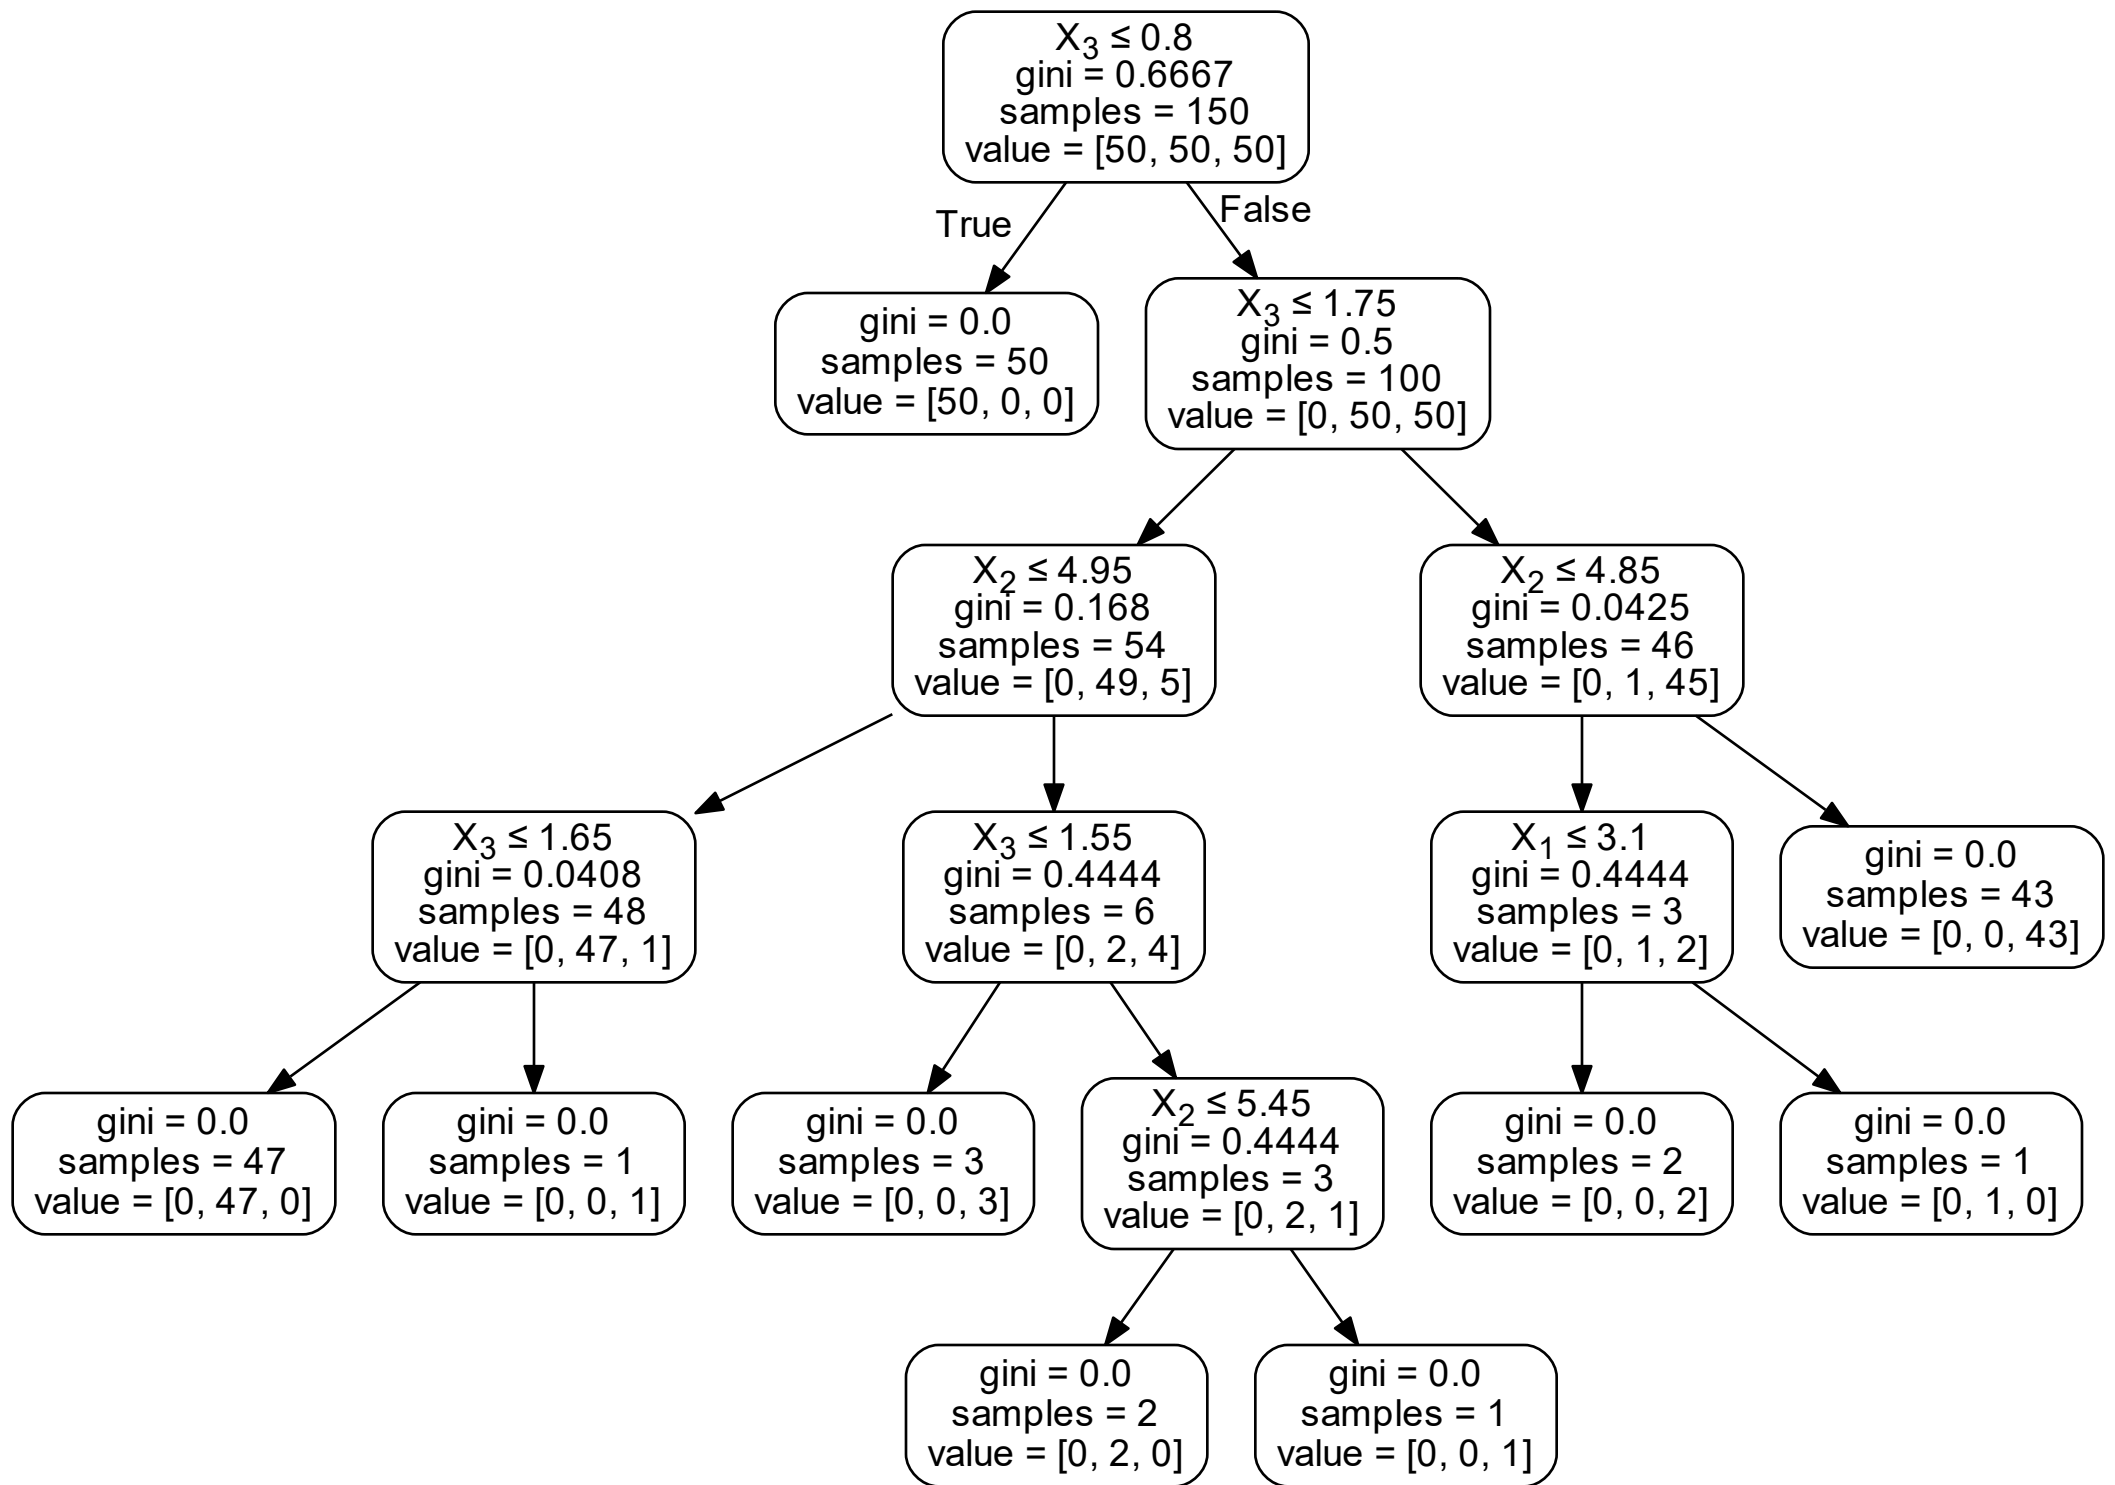 X₃ ≤ 0.8
gini = 0.6667
samples = 150
value = [50, 50, 50]
True
False
gini = 0.0
samples = 50
value = [50, 0, 0]
X₃ ≤ 1.75
gini = 0.5
samples = 100
value = [0, 50, 50]
X₂ ≤ 4.95
gini = 0.168
samples = 54
value = [0, 49, 5]
X₂ ≤ 4.85
gini = 0.0425
samples = 46
value = [0, 1, 45]
X₃ ≤ 1.65
gini = 0.0408
samples = 48
value = [0, 47, 1]
X₃ ≤ 1.55
gini = 0.4444
samples = 6
value = [0, 2, 4]
X₁ ≤ 3.1
gini = 0.4444
samples = 3
value = [0, 1, 2]
gini = 0.0
samples = 43
value = [0, 0, 43]
gini = 0.0
samples = 47
value = [0, 47, 0]
gini = 0.0
samples = 1
value = [0, 0, 1]
gini = 0.0
samples = 3
value = [0, 0, 3]
X₂ ≤ 5.45
gini = 0.4444
samples = 3
value = [0, 2, 1]
gini = 0.0
samples = 2
value = [0, 0, 2]
gini = 0.0
samples = 1
value = [0, 1, 0]
gini = 0.0
samples = 2
value = [0, 2, 0]
gini = 0.0
samples = 1
value = [0, 0, 1]